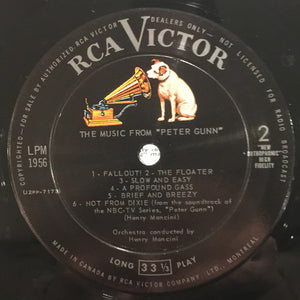 COPYRIGHTED—FOR SALE BY AUTHORIZED RCA VICTOR DEALERS ONLY—NOT LICENSED FOR RADIO BROADCAST
RCA VICTOR
THE MUSIC FROM "PETER GUNN"
LPM
1956
2
"NEW
ORTHOPHONIC"
HIGH
FIDELITY
(J2PP-7173)
1 - FALLOUT! 2 - THE FLOATER
3 - SLOW AND EASY
4 - A PROFOUND GASS
5 - BRIEF AND BREEZY
6 - NOT FROM DIXIE (from the soundtrack of
the NBC-TV Series, "Peter Gunn")
(Henry Mancini)
Orchestra conducted by
Henry Mancini
LONG 33⅓ PLAY
MADE IN CANADA BY RCA VICTOR COMPANY LTD., MONTREAL